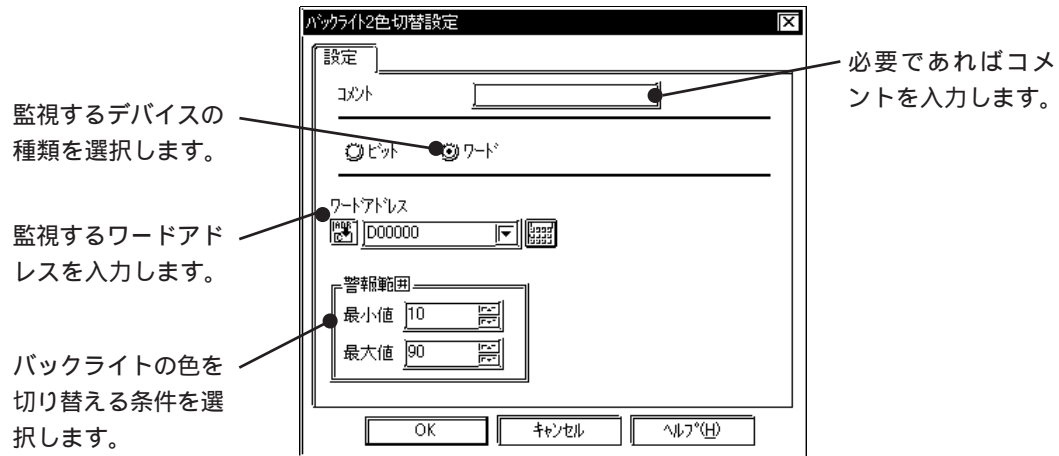 バックライト2色切替設定
設定
コメント
必要であればコメ
ントを入力します。
監視するデバイスの
種類を選択します。
ビット
ワード
ワードアドレス
監視するワードアド
レスを入力します。
D00000
警報範囲
最小値 10
最大値 90
バックライトの色を
切り替える条件を選
択します。
OK
キャンセル
ヘルプ(H)